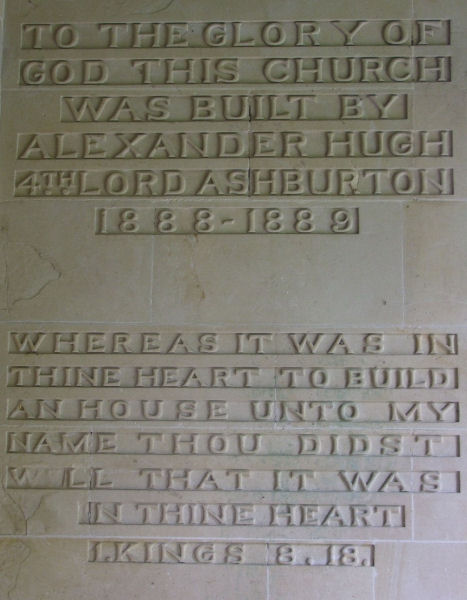 TO THE GLORY OF
GOD THIS CHURCH
WAS BUILT BY
ALEXANDER HUGH
4TH. LORD ASHBURTON
1888-1889
WHEREAS IT WAS IN
THINE HEART TO BUILD
AN HOUSE UNTO MY
NAME THOU DIDST
WELL THAT IT WAS
IN THINE HEART
1. KINGS 8. 18.